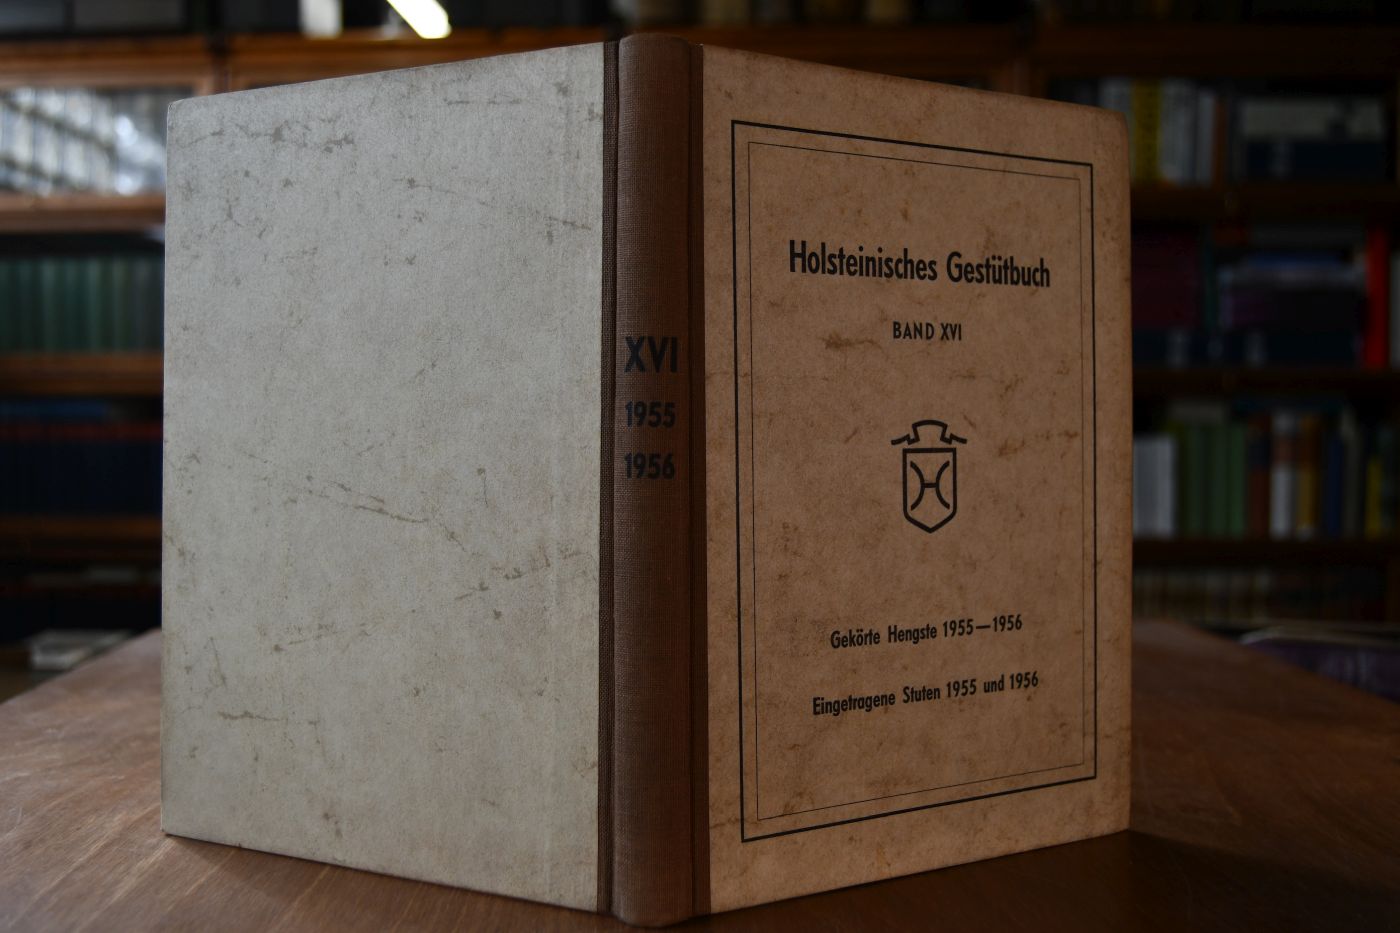 XVI
1955
1956
Holsteinisches Gestütbuch
BAND XVI
Gekörte Hengste 1955—1956
Eingetragene Stuten 1955 und 1956